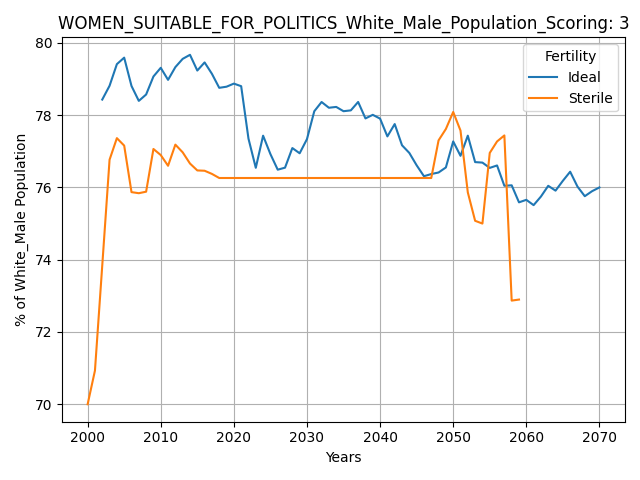 WOMEN_SUITABLE_FOR_POLITICS_White_Male_Population_Scoring: 3
Fertility
Ideal
Sterile
% of White_Male Population
80
78
76
74
72
70
2000 2010 2020 2030 2040 2050 2060 2070
Years